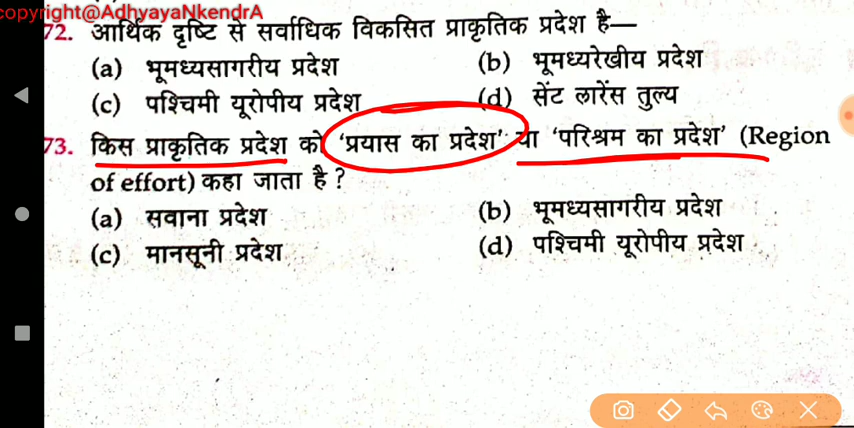 copyright@AdhyayaNkendrA
72. आर्थिक दृष्टि से सर्वाधिक विकसित प्राकृतिक प्रदेश है—
(a) भूमध्यसागरीय प्रदेश (b) भूमध्यरेखीय प्रदेश
(c) पश्चिमी यूरोपीय प्रदेश (d) सेंट लारेंस तुल्य
73. किस प्राकृतिक प्रदेश को 'प्रयास का प्रदेश' या 'परिश्रम का प्रदेश' (Region
of effort) कहा जाता है ?
(a) सवाना प्रदेश (b) भूमध्यसागरीय प्रदेश
(c) मानसूनी प्रदेश (d) पश्चिमी यूरोपीय प्रदेश